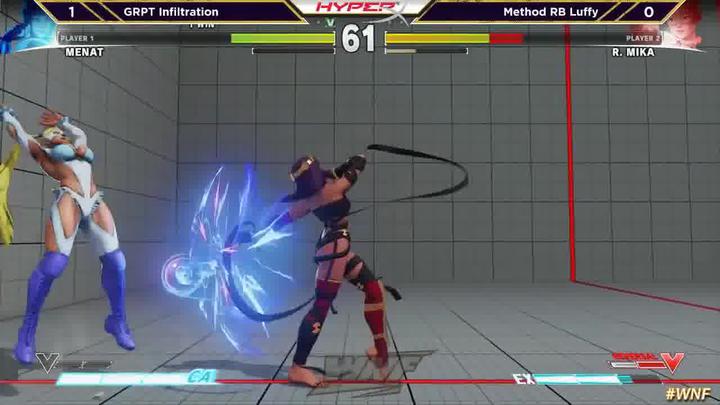 1 GRPT Infiltration HYPER Method RB Luffy 0
1 WIN
PLAYER 1 61 PLAYER 2
MENAT R. MIKA
V REVERSAL V
CA EX
#WNF